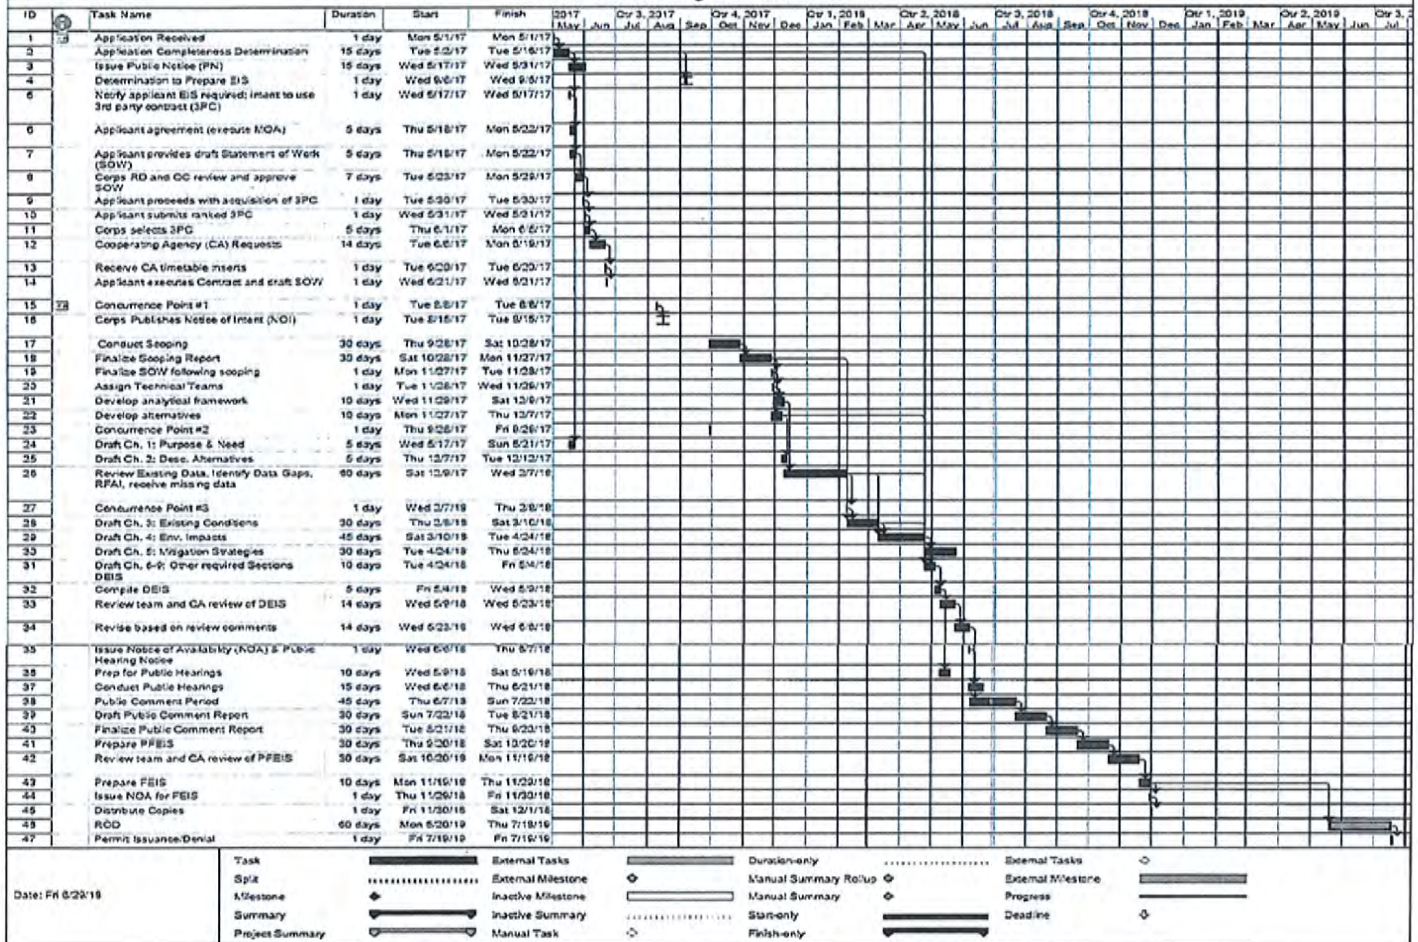 ID Task Name Duration Start Finish 2017 Qtr 3, 2017 Qtr 4, 2017 Qtr 1, 2018 Qtr 2, 2018 Qtr 3, 2018 Qtr 4, 2018 Qtr 1, 2019 Qtr 2, 2019 Qtr 3,
May Jun Jul Aug Sep Oct Nov Dec Jan Feb Mar Apr May Jun Jul Aug Sep Oct Nov Dec Jan Feb Mar Apr May Jun Jul
1 Application Received 1 day Mon 5/1/17 Mon 5/1/17
2 Application Completeness Determination 15 days Tue 5/2/17 Tue 5/16/17
3 Issue Public Notice (PN) 15 days Wed 5/17/17 Wed 5/31/17
4 Determination to Prepare EIS 1 day Wed 9/6/17 Wed 9/6/17
5 Notify applicant EIS required; intent to use 1 day Wed 5/17/17 Wed 5/17/17
3rd party contract (3PC)
6 Applicant agreement (execute MOA) 5 days Thu 5/18/17 Mon 5/22/17
7 Applicant provides draft Statement of Work 5 days Thu 5/18/17 Mon 5/22/17
(SOW)
8 Corps RD and OC review and approve 7 days Tue 5/23/17 Mon 5/29/17
SOW
9 Applicant proceeds with acquisition of 3PC 1 day Tue 5/30/17 Tue 5/30/17
10 Applicant submits ranked 3PC 1 day Wed 5/31/17 Wed 5/31/17
11 Corps selects 3PC 5 days Thu 6/1/17 Mon 6/5/17
12 Cooperating Agency (CA) Requests 14 days Tue 6/6/17 Mon 6/19/17
13 Receive CA timetable inserts 1 day Tue 6/20/17 Tue 6/20/17
14 Applicant executes Contract and draft SOW 1 day Wed 6/21/17 Wed 6/21/17
15 Concurrence Point #1 1 day Tue 8/8/17 Tue 8/8/17
16 Corps Publishes Notice of Intent (NOI) 1 day Tue 8/15/17 Tue 8/15/17
17 Conduct Scoping 30 days Thu 9/28/17 Sat 10/28/17
18 Finalize Scoping Report 30 days Sat 10/28/17 Mon 11/27/17
19 Finalize SOW following scoping 1 day Mon 11/27/17 Tue 11/28/17
20 Assign Technical Teams 1 day Tue 11/28/17 Wed 11/29/17
21 Develop analytical framework 10 days Wed 11/29/17 Sat 12/9/17
22 Develop alternatives 10 days Mon 11/27/17 Thu 12/7/17
23 Concurrence Point #2 1 day Thu 9/28/17 Fri 9/29/17
24 Draft Ch. 1: Purpose & Need 5 days Wed 5/17/17 Sun 5/21/17
25 Draft Ch. 2: Desc. Alternatives 5 days Thu 12/7/17 Tue 12/12/17
26 Review Existing Data, Identify Data Gaps, 60 days Sat 12/9/17 Wed 2/7/18
RFAI, receive missing data
27 Concurrence Point #3 1 day Wed 2/7/18 Thu 2/8/18
28 Draft Ch. 3: Existing Conditions 30 days Thu 2/8/18 Sat 3/10/18
29 Draft Ch. 4: Env. Impacts 45 days Sat 3/10/18 Tue 4/24/18
30 Draft Ch. 5: Mitigation Strategies 30 days Tue 4/24/18 Thu 5/24/18
31 Draft Ch. 6-9: Other required Sections 10 days Tue 4/24/18 Fri 5/4/18
DEIS
32 Compile DEIS 5 days Fri 5/4/18 Wed 5/9/18
33 Review team and CA review of DEIS 14 days Wed 5/9/18 Wed 5/23/18
34 Revise based on review comments 14 days Wed 5/23/18 Wed 6/6/18
35 Issue Notice of Availability (NOA) & Public 1 day Wed 6/6/18 Thu 6/7/18
Hearing Notice
36 Prep for Public Hearings 10 days Wed 5/9/18 Sat 5/19/18
37 Conduct Public Hearings 15 days Wed 6/6/18 Thu 6/21/18
38 Public Comment Period 45 days Thu 6/7/18 Sun 7/22/18
39 Draft Public Comment Report 30 days Sun 7/22/18 Tue 8/21/18
40 Finalize Public Comment Report 30 days Tue 8/21/18 Thu 9/20/18
41 Prepare PFEIS 30 days Thu 9/20/18 Sat 10/20/18
42 Review team and CA review of PFEIS 30 days Sat 10/20/18 Mon 11/19/18
43 Prepare FEIS 10 days Mon 11/19/18 Thu 11/29/18
44 Issue NOA for FEIS 1 day Thu 11/29/18 Fri 11/30/18
45 Distribute Copies 1 day Fri 11/30/18 Sat 12/1/18
46 ROD 60 days Mon 5/20/19 Thu 7/18/19
47 Permit Issuance/Denial 1 day Fri 7/19/19 Fri 7/19/19
Date: Fri 6/29/18
Task External Tasks Duration-only External Tasks
Split External Milestone Manual Summary Rollup External Milestone
Milestone Inactive Milestone Manual Summary Progress
Summary Inactive Summary Start-only Deadline
Project Summary Manual Task Finish-only